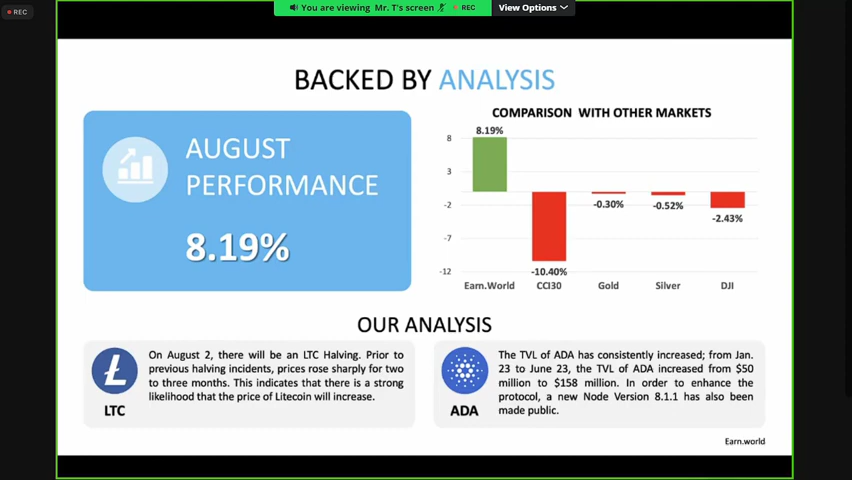 REC
You are viewing Mr. T's screen
REC
View Options
BACKED BY ANALYSIS
AUGUST
PERFORMANCE
8.19%
COMPARISON WITH OTHER MARKETS
8.19%
8
3
-2
-7
-12
-10.40%
-0.30%
-0.52%
-2.43%
Earn.World CCI30 Gold Silver DJI
OUR ANALYSIS
LTC
On August 2, there will be an LTC Halving. Prior to
previous halving incidents, prices rose sharply for two
to three months. This indicates that there is a strong
likelihood that the price of Litecoin will increase.
ADA
The TVL of ADA has consistently increased; from Jan.
23 to June 23, the TVL of ADA increased from $50
million to $158 million. In order to enhance the
protocol, a new Node Version 8.1.1 has also been
made public.
Earn.world